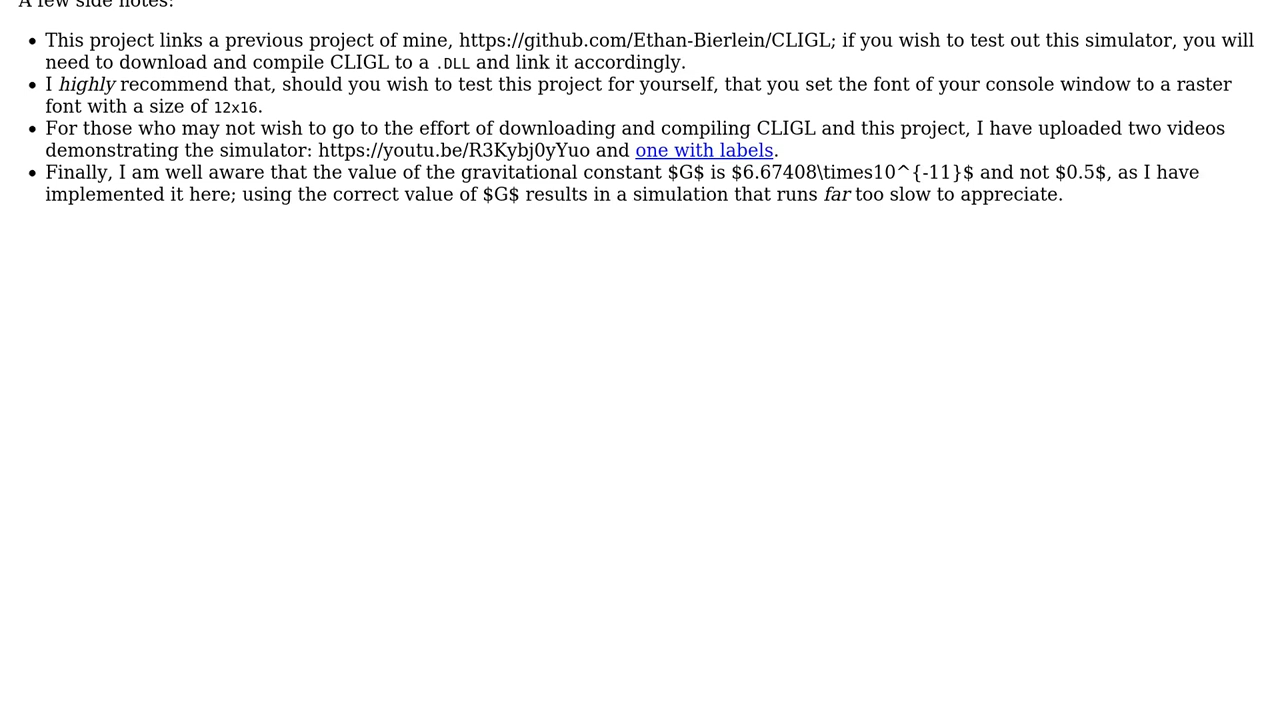 A few side notes:
This project links a previous project of mine, https://github.com/Ethan-Bierlein/CLIGL; if you wish to test out this simulator, you will
need to download and compile CLIGL to a .DLL and link it accordingly.
I highly recommend that, should you wish to test this project for yourself, that you set the font of your console window to a raster
font with a size of 12x16.
For those who may not wish to go to the effort of downloading and compiling CLIGL and this project, I have uploaded two videos
demonstrating the simulator: https://youtu.be/R3Kybj0yYuo and one with labels.
Finally, I am well aware that the value of the gravitational constant $G$ is $6.67408\times10^{-11}$ and not $0.5$, as I have
implemented it here; using the correct value of $G$ results in a simulation that runs far too slow to appreciate.